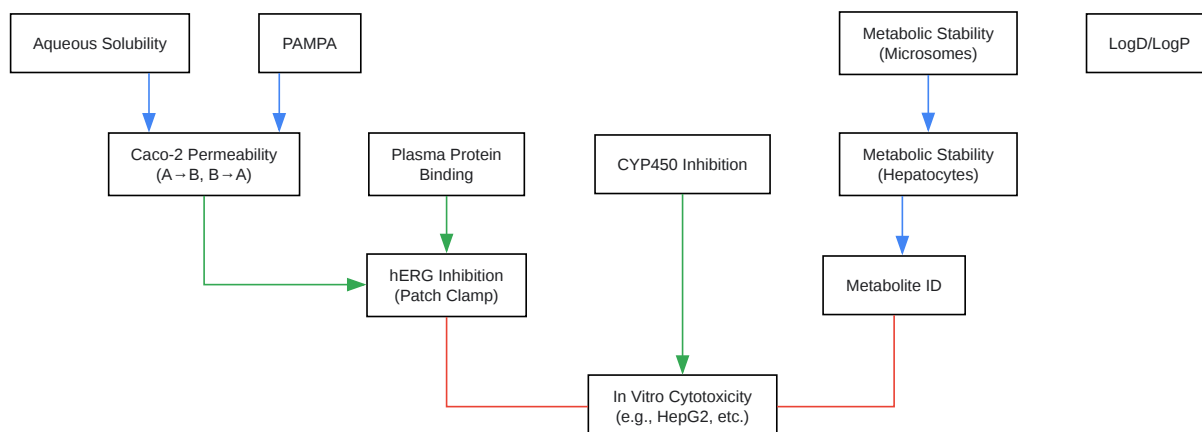 Aqueous Solubility
PAMPA
Metabolic Stability
(Microsomes)
LogD/LogP
Caco-2 Permeability
(A→B, B→A)
Plasma Protein
Binding
CYP450 Inhibition
Metabolic Stability
(Hepatocytes)
hERG Inhibition
(Patch Clamp)
Metabolite ID
In Vitro Cytotoxicity
(e.g., HepG2, etc.)